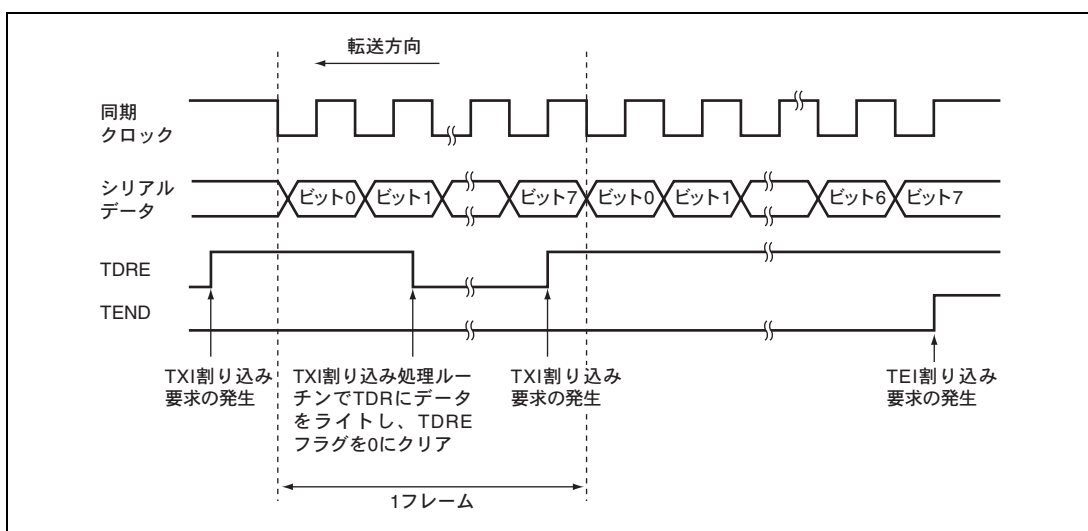 転送方向
同期
クロック
シリアル
データ
ビット0
ビット1
ビット7
ビット0
ビット1
ビット6
ビット7
TDRE
TEND
TXI割り込み
要求の発生
TXI割り込み処理ルー
チンでTDRにデータ
をライトし、TDRE
フラグを0にクリア
TXI割り込み
要求の発生
TEI割り込み
要求の発生
1フレーム